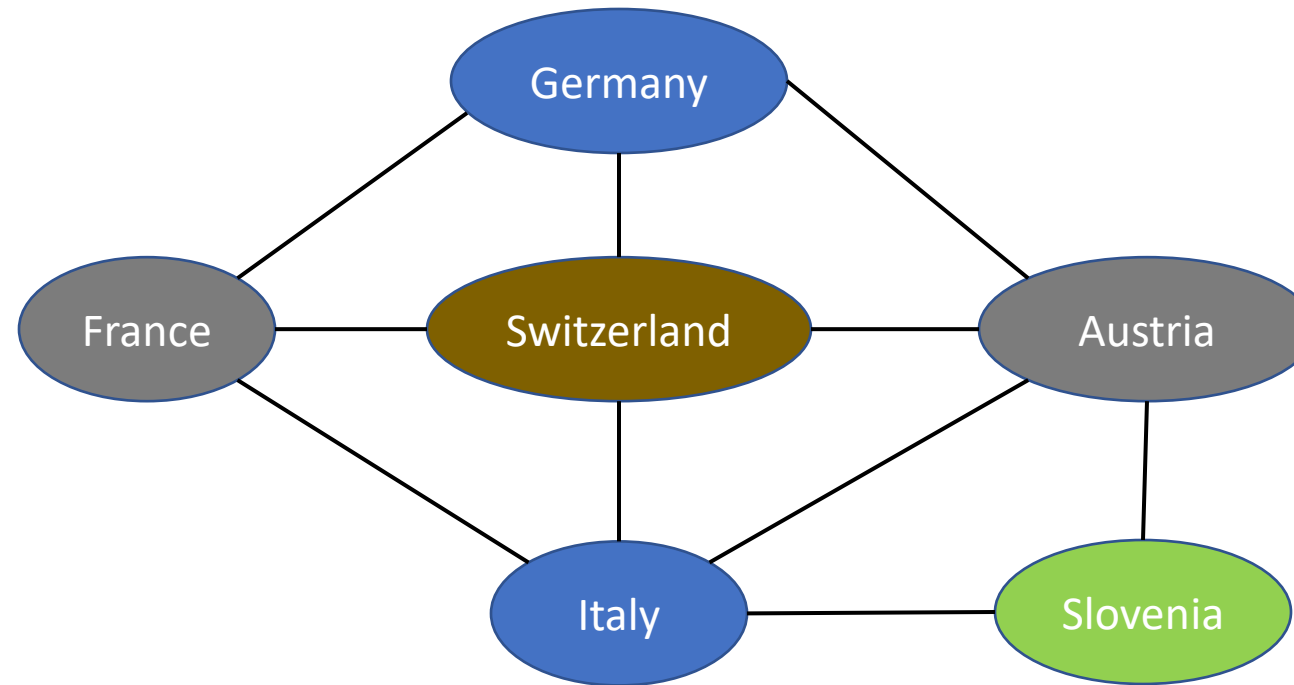 Germany
France
Switzerland
Austria
Italy
Slovenia